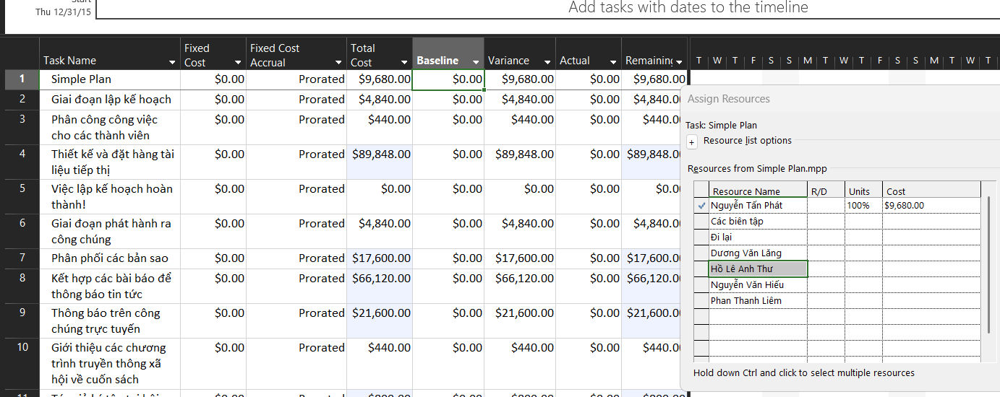 Start
Thu 12/31/15
Add tasks with dates to the timeline
Task Name Fixed Cost Fixed Cost Accrual Total Cost Baseline Variance Actual Remaining T W T F S S M T W T F S S M T W T
1 Simple Plan $0.00 Prorated $9,680.00 $0.00 $9,680.00 $0.00 $9,680.00
2 Giai đoạn lập kế hoạch $0.00 Prorated $4,840.00 $0.00 $4,840.00 $0.00 $4,840.00
3 Phân công công việc $0.00 Prorated $440.00 $0.00 $440.00 $0.00 $440.0
cho các thành viên
4 Thiết kế và đặt hàng tài $0.00 Prorated $89,848.00 $0.00 $89,848.00 $0.00 $89,848.0
liệu tiếp thị
5 Việc lập kế hoạch hoàn $0.00 Prorated $0.00 $0.00 $0.00 $0.00 $0.0
thành!
6 Giai đoạn phát hành ra $0.00 Prorated $4,840.00 $0.00 $4,840.00 $0.00 $4,840.0
công chúng
7 Phân phối các bản sao $0.00 Prorated $17,600.00 $0.00 $17,600.00 $0.00 $17,600.0
8 Kết hợp các bài báo để $0.00 Prorated $66,120.00 $0.00 $66,120.00 $0.00 $66,120.0
thông báo tin tức
9 Thông báo trên công $0.00 Prorated $21,600.00 $0.00 $21,600.00 $0.00 $21,600.0
chúng trực tuyến
10 Giới thiệu các chương $0.00 Prorated $440.00 $0.00 $440.00 $0.00 $440.0
trình truyền thông xã
hội về cuốn sách
Assign Resources
Task: Simple Plan
+ Resource list options
Resources from Simple Plan.mpp
Resource Name R/D Units Cost
Nguyễn Tấn Phát 100% $9,680.00
Các biên tập
Đi lại
Dương Văn Lăng
Hồ Lê Anh Thư
Nguyễn Văn Hiếu
Phan Thanh Liêm
Hold down Ctrl and click to select multiple resources